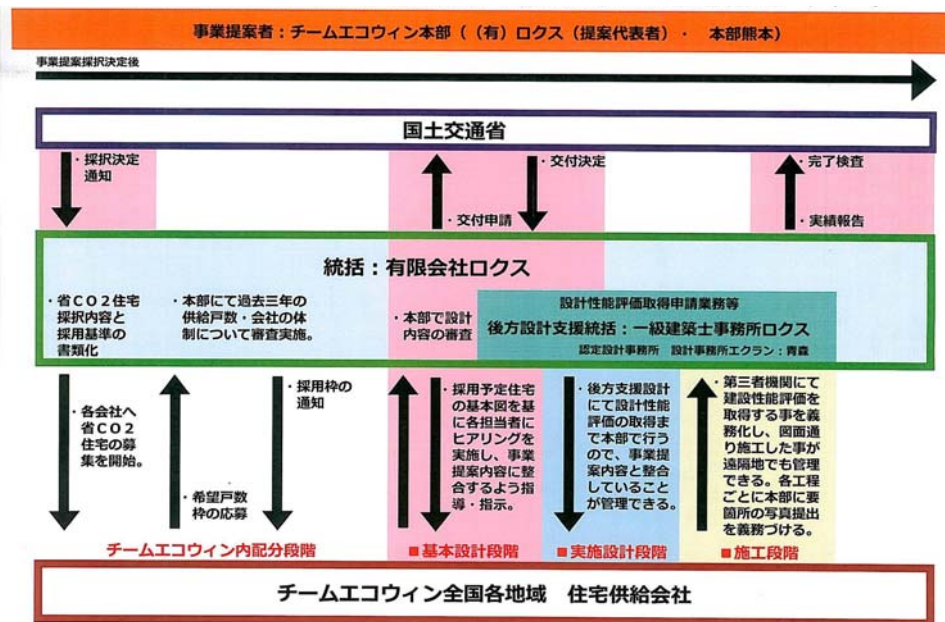 事業提案者：チームエコウィン本部（（有）ロクス（提案代表者）・　本部熊本）
事業提案採択決定後
国土交通省
・採択決定
通知
・交付申請
・交付決定
・完了検査
・実績報告
統括：有限会社ロクス
・省ＣＯ２住宅
採択内容と
採用基準の
書類化
・本部にて過去三年の
供給戸数・会社の体
制について審査実施。
・本部で設計
内容の審査
設計性能評価取得申請業務等
後方設計支援統括：一級建築士事務所ロクス
認定設計事務所　設計事務所エクラン：青森
・各会社へ
省ＣＯ２
住宅の募
集を開始。
・希望戸数
枠の応募
・採用枠の
通知
・採用予定住宅
の基本図を基
に各担当者に
ヒアリングを
実施し、事業
提案内容に整
合するよう指
導・指示。
・後方支援設計
にて設計性能
評価の取得ま
で本部で行う
ので、事業提
案内容と整合
していること
が管理できる。
・第三者機関にて
建設性能評価を
取得する事を義
務化し、図面通
り施工した事が
遠隔地でも管理
できる。各工程
ごとに本部に要
箇所の写真提出
を義務づける。
チームエコウィン内配分段階
■基本設計段階
■実施設計段階
■施工段階
チームエコウィン全国各地域　住宅供給会社